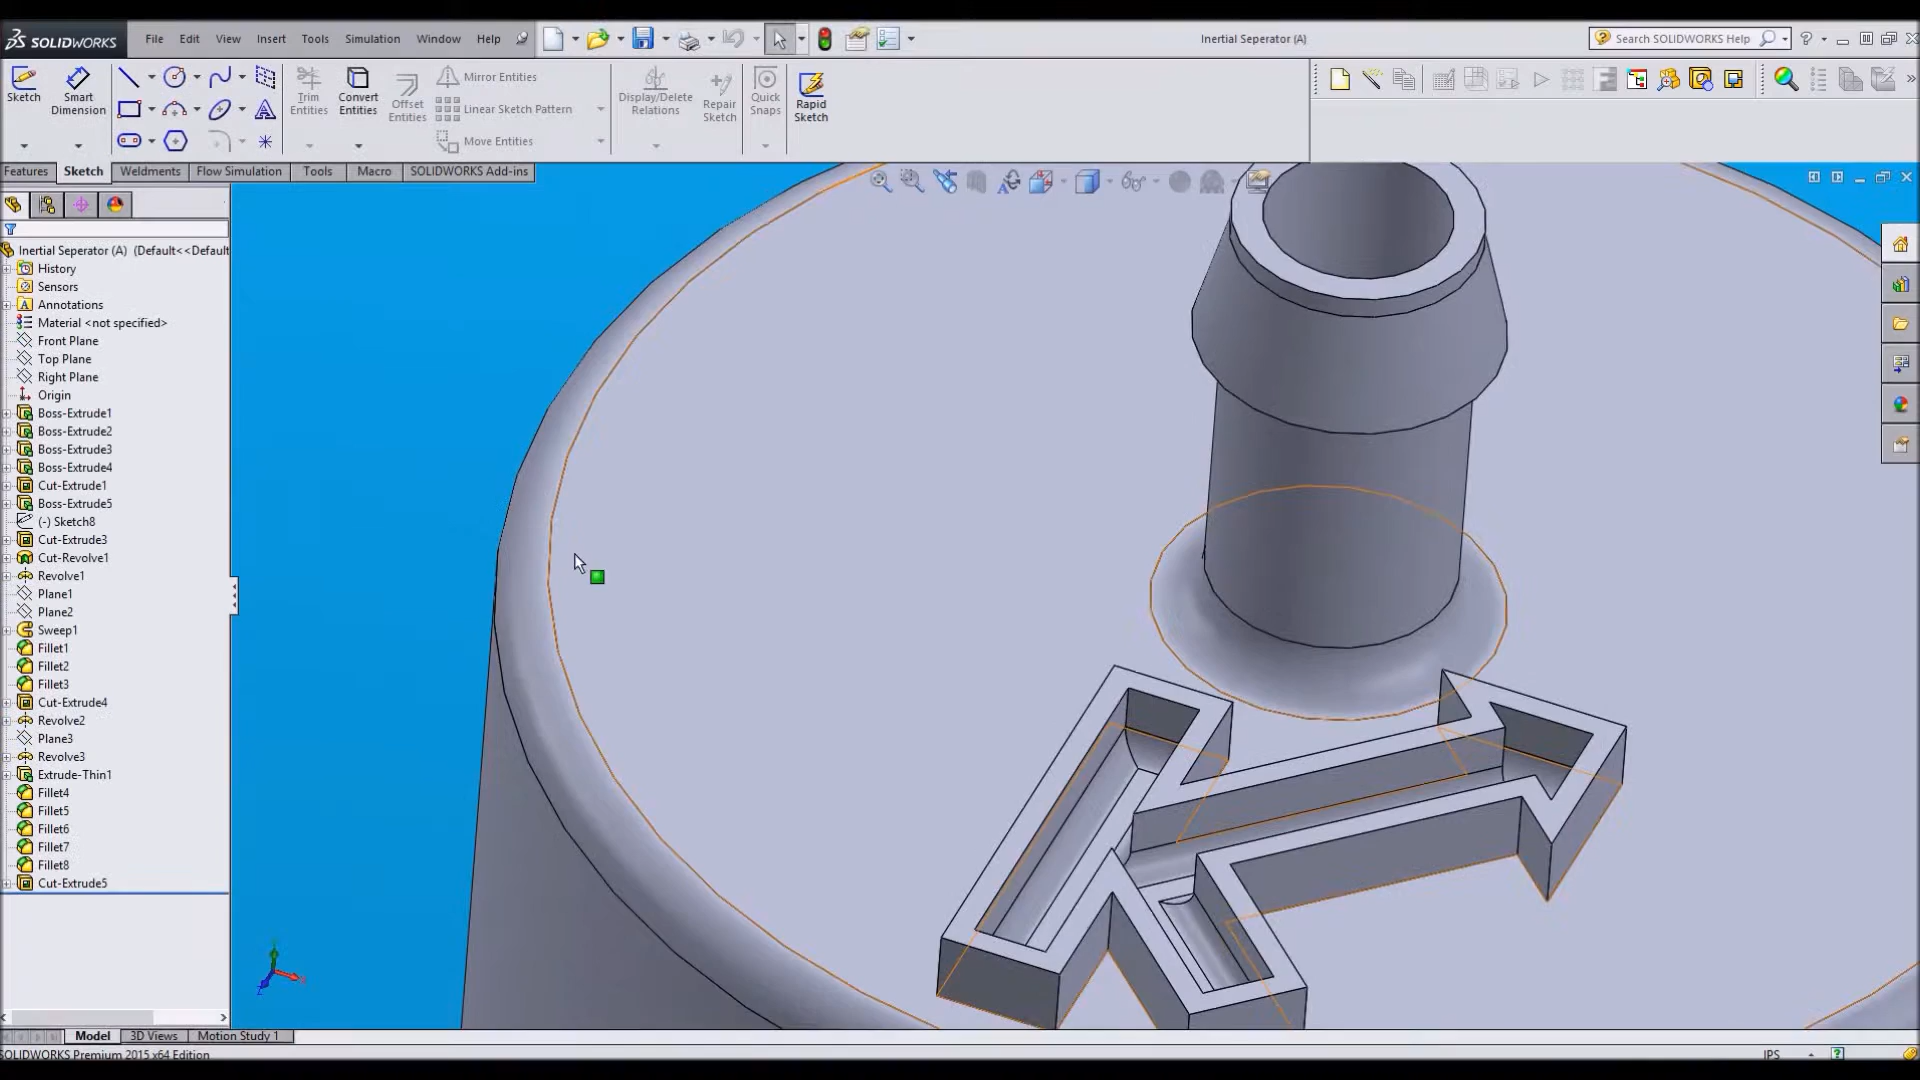 SOLIDWORKS File Edit View Insert Tools Simulation Window Help Inertial Seperator (A) Search SOLIDWORKS Help
Sketch Smart Dimension Trim Entities Convert Entities Offset Entities Mirror Entities Linear Sketch Pattern Move Entities Display/Delete Relations Repair Sketch Quick Snaps Rapid Sketch
Features Sketch Weldments Flow Simulation Tools Macro SOLIDWORKS Add-ins
Inertial Seperator (A) (Default<<Default
History
Sensors
Annotations
Material <not specified>
Front Plane
Top Plane
Right Plane
Origin
Boss-Extrude1
Boss-Extrude2
Boss-Extrude3
Boss-Extrude4
Cut-Extrude1
Boss-Extrude5
(-) Sketch8
Cut-Extrude3
Cut-Revolve1
Revolve1
Plane1
Plane2
Sweep1
Fillet1
Fillet2
Fillet3
Cut-Extrude4
Revolve2
Plane3
Revolve3
Extrude-Thin1
Fillet4
Fillet5
Fillet6
Fillet7
Fillet8
Cut-Extrude5
Model 3D Views Motion Study 1
SOLIDWORKS Premium 2015 x64 Edition IPS